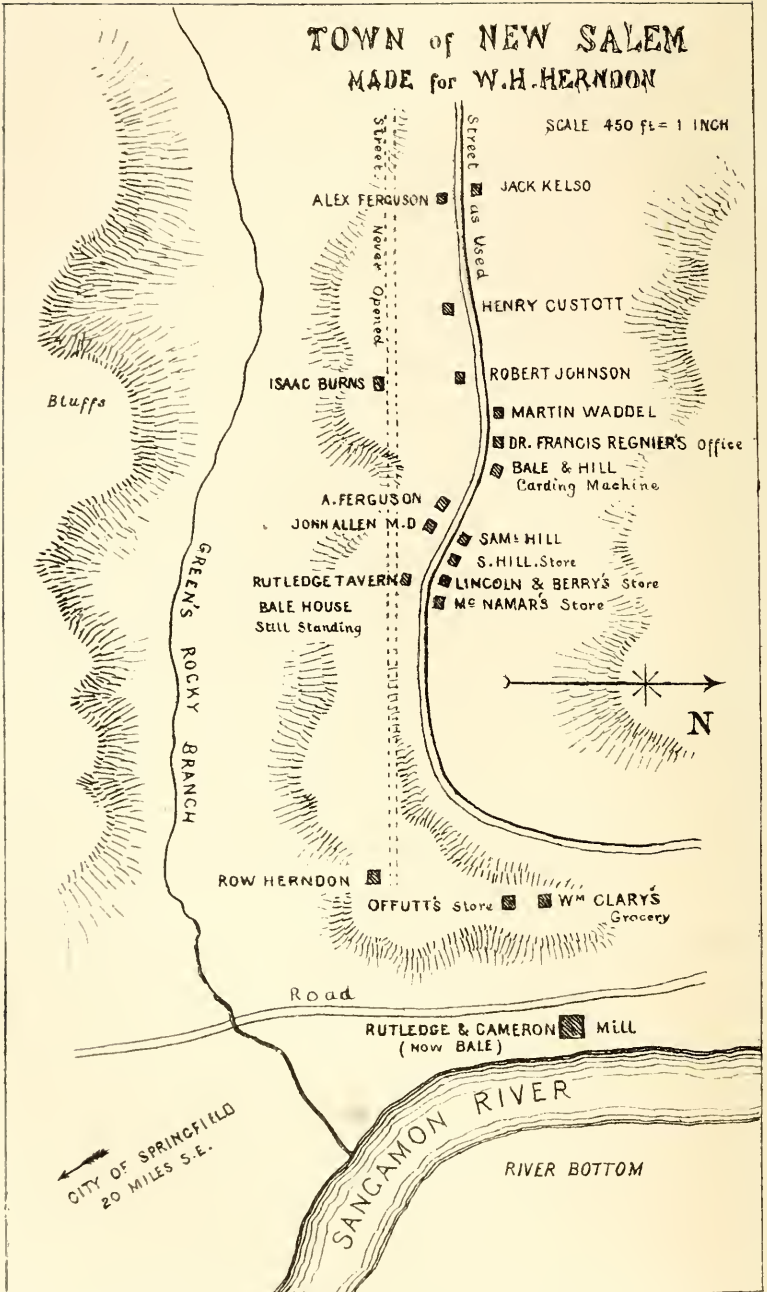 TOWN of NEW SALEM
MADE for W.H.HERNDON
SCALE 450 ft = 1 INCH
Street Never Opened
Street as Used
ALEX FERGUSON
JACK KELSO
HENRY CUSTOTT
ISAAC BURNS
ROBERT JOHNSON
Bluffs
MARTIN WADDEL
DR. FRANCIS REGNIER'S Office
BALE & HILL
Carding Machine
A. FERGUSON
JOHN ALLEN M.D
SAML HILL
S. HILL. Store
RUTLEDGE TAVERN
LINCOLN & BERRY'S Store
BALE HOUSE
Still Standing
Mc NAMAR'S Store
GREEN'S ROCKY BRANCH
N
ROW HERNDON
OFFUTT'S Store
WM CLARY'S
Grocery
Road
RUTLEDGE & CAMERON Mill
(NOW BALE)
SANGAMON RIVER
CITY OF SPRINGFIELD
20 MILES S.E.
RIVER BOTTOM